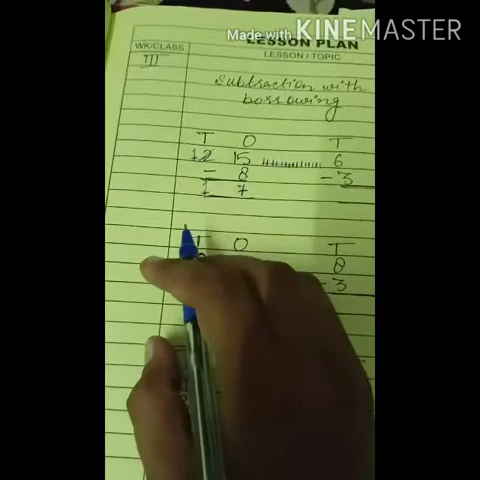 Made with KINEMASTER
LESSON PLAN
WK/CLASS LESSON / TOPIC
III Subtraction with
borrowing
T O T
12 15 6
- 8 - 3
1 7
T O T
8
- 3